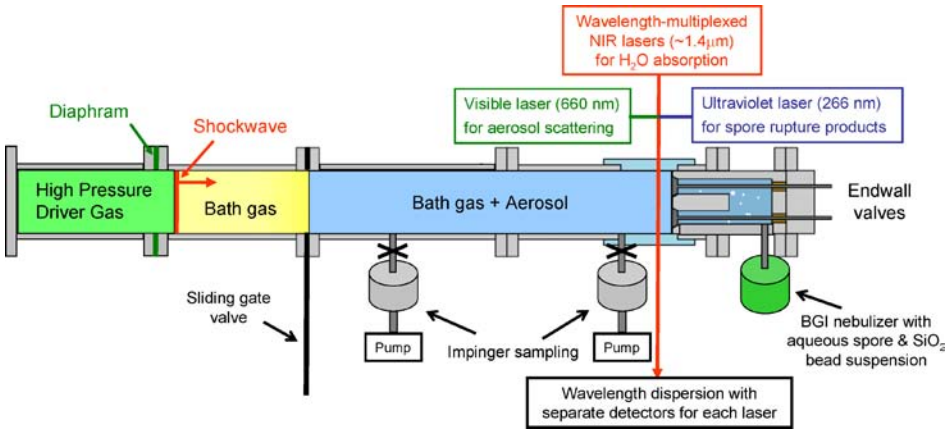 Wavelength-multiplexed
NIR lasers (~1.4μm)
for H₂O absorption
Visible laser (660 nm)
for aerosol scattering
Ultraviolet laser (266 nm)
for spore rupture products
Diaphram
Shockwave
High Pressure
Driver Gas
Bath gas
Bath gas + Aerosol
Endwall
valves
Sliding gate
valve
Pump
Impinger sampling
Pump
BGI nebulizer with
aqueous spore & SiO₂
bead suspension
Wavelength dispersion with
separate detectors for each laser